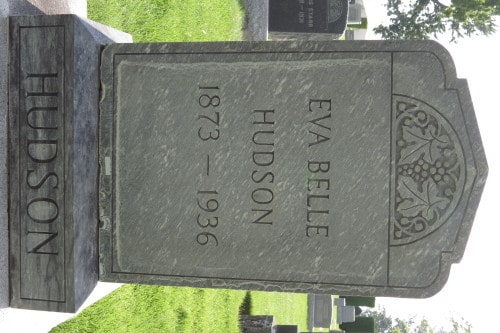 EVA BELLE
HUDSON
1873 – 1936
HUDSON